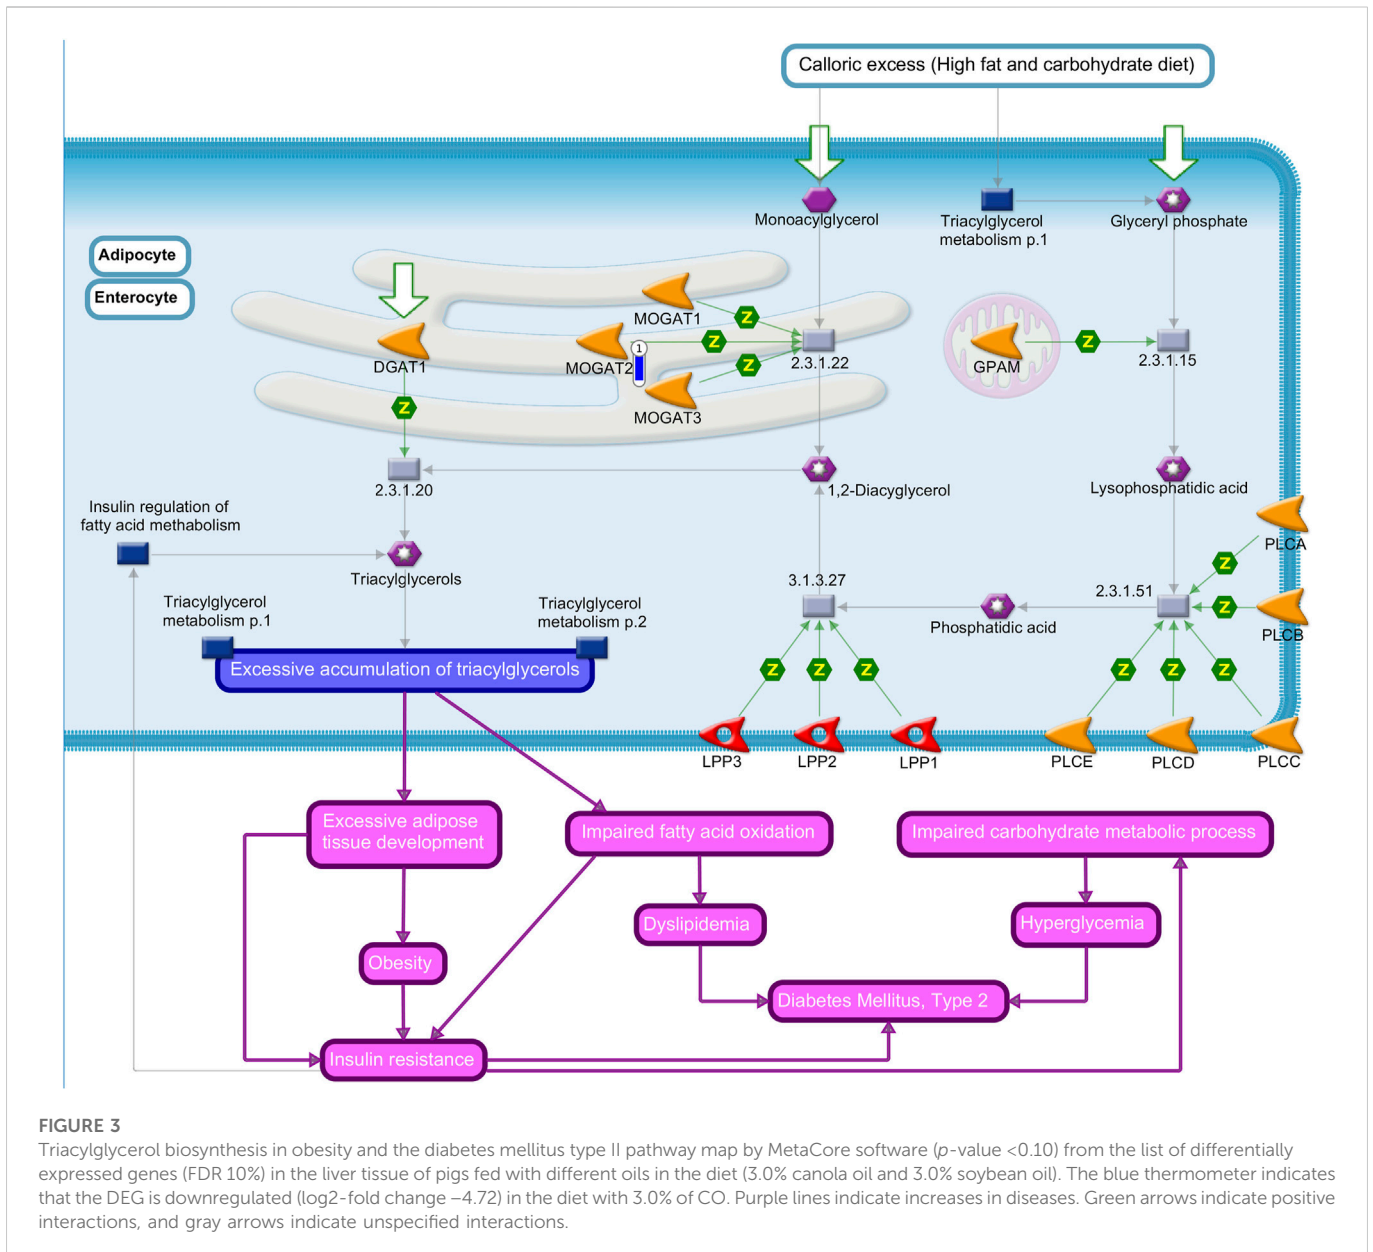 Calloric excess (High fat and carbohydrate diet)
Monoacylglycerol
Triacylglycerol
metabolism p.1
Glyceryl phosphate
Adipocyte
Enterocyte
MOGAT1
Z
DGAT1
MOGAT2
1
Z
Z
MOGAT3
2.3.1.22
GPAM
Z
2.3.1.15
Z
2.3.1.20
1,2-Diacyglycerol
Lysophosphatidic acid
Insulin regulation of
fatty acid methabolism
Triacylglycerols
PLCA
Z
3.1.3.27
2.3.1.51
Z
PLCB
Phosphatidic acid
Triacylglycerol
metabolism p.1
Triacylglycerol
metabolism p.2
Excessive accumulation of triacylglycerols
Z
Z
Z
Z
Z
Z
LPP3
LPP2
LPP1
PLCE
PLCD
PLCC
Excessive adipose
tissue development
Impaired fatty acid oxidation
Impaired carbohydrate metabolic process
Dyslipidemia
Hyperglycemia
Obesity
Diabetes Mellitus, Type 2
Insulin resistance
FIGURE 3
Triacylglycerol biosynthesis in obesity and the diabetes mellitus type II pathway map by MetaCore software (p-value <0.10) from the list of differentially
expressed genes (FDR 10%) in the liver tissue of pigs fed with different oils in the diet (3.0% canola oil and 3.0% soybean oil). The blue thermometer indicates
that the DEG is downregulated (log2-fold change −4.72) in the diet with 3.0% of CO. Purple lines indicate increases in diseases. Green arrows indicate positive
interactions, and gray arrows indicate unspecified interactions.